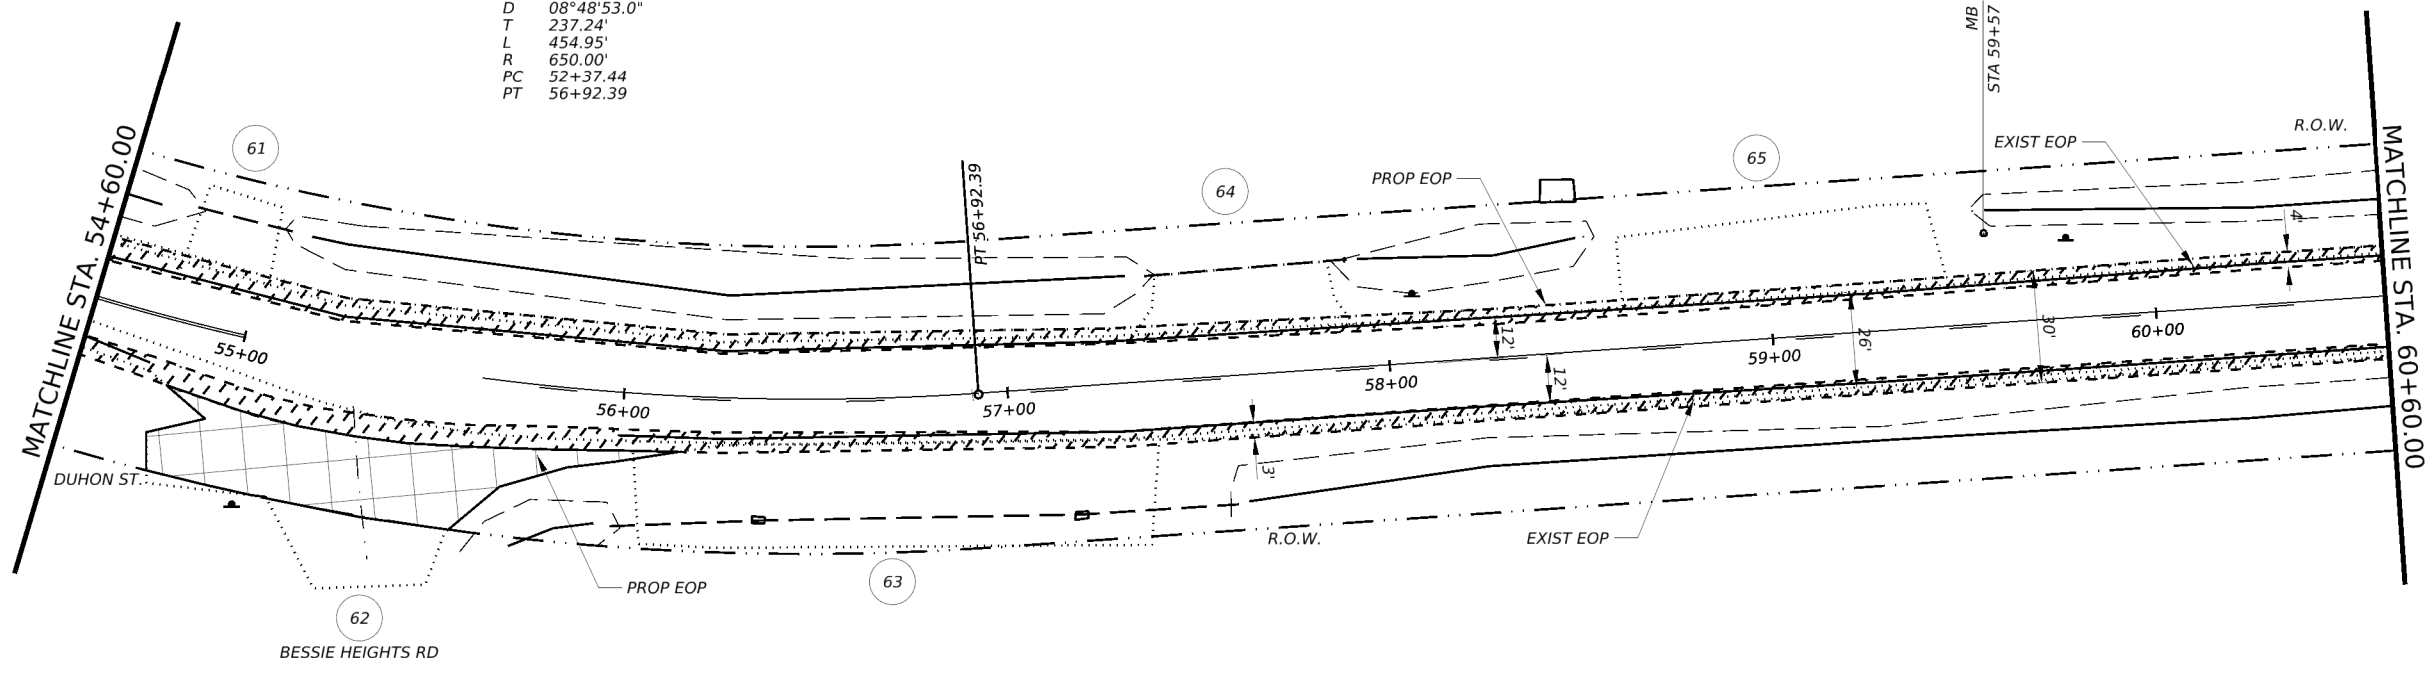 D 08°48'53.0"
T 237.24'
L 454.95'
R 650.00'
PC 52+37.44
PT 56+92.39
MB
STA 59+57
MATCHLINE STA. 54+60.00
61
PT 56+92.39
64
PROP EOP
65
EXIST EOP
R.O.W.
MATCHLINE STA. 60+60.00
4'
55+00
56+00
57+00
58+00
59+00
60+00
12'
12'
26'
30'
3'
DUHON ST.
PROP EOP
63
R.O.W.
EXIST EOP
62
BESSIE HEIGHTS RD